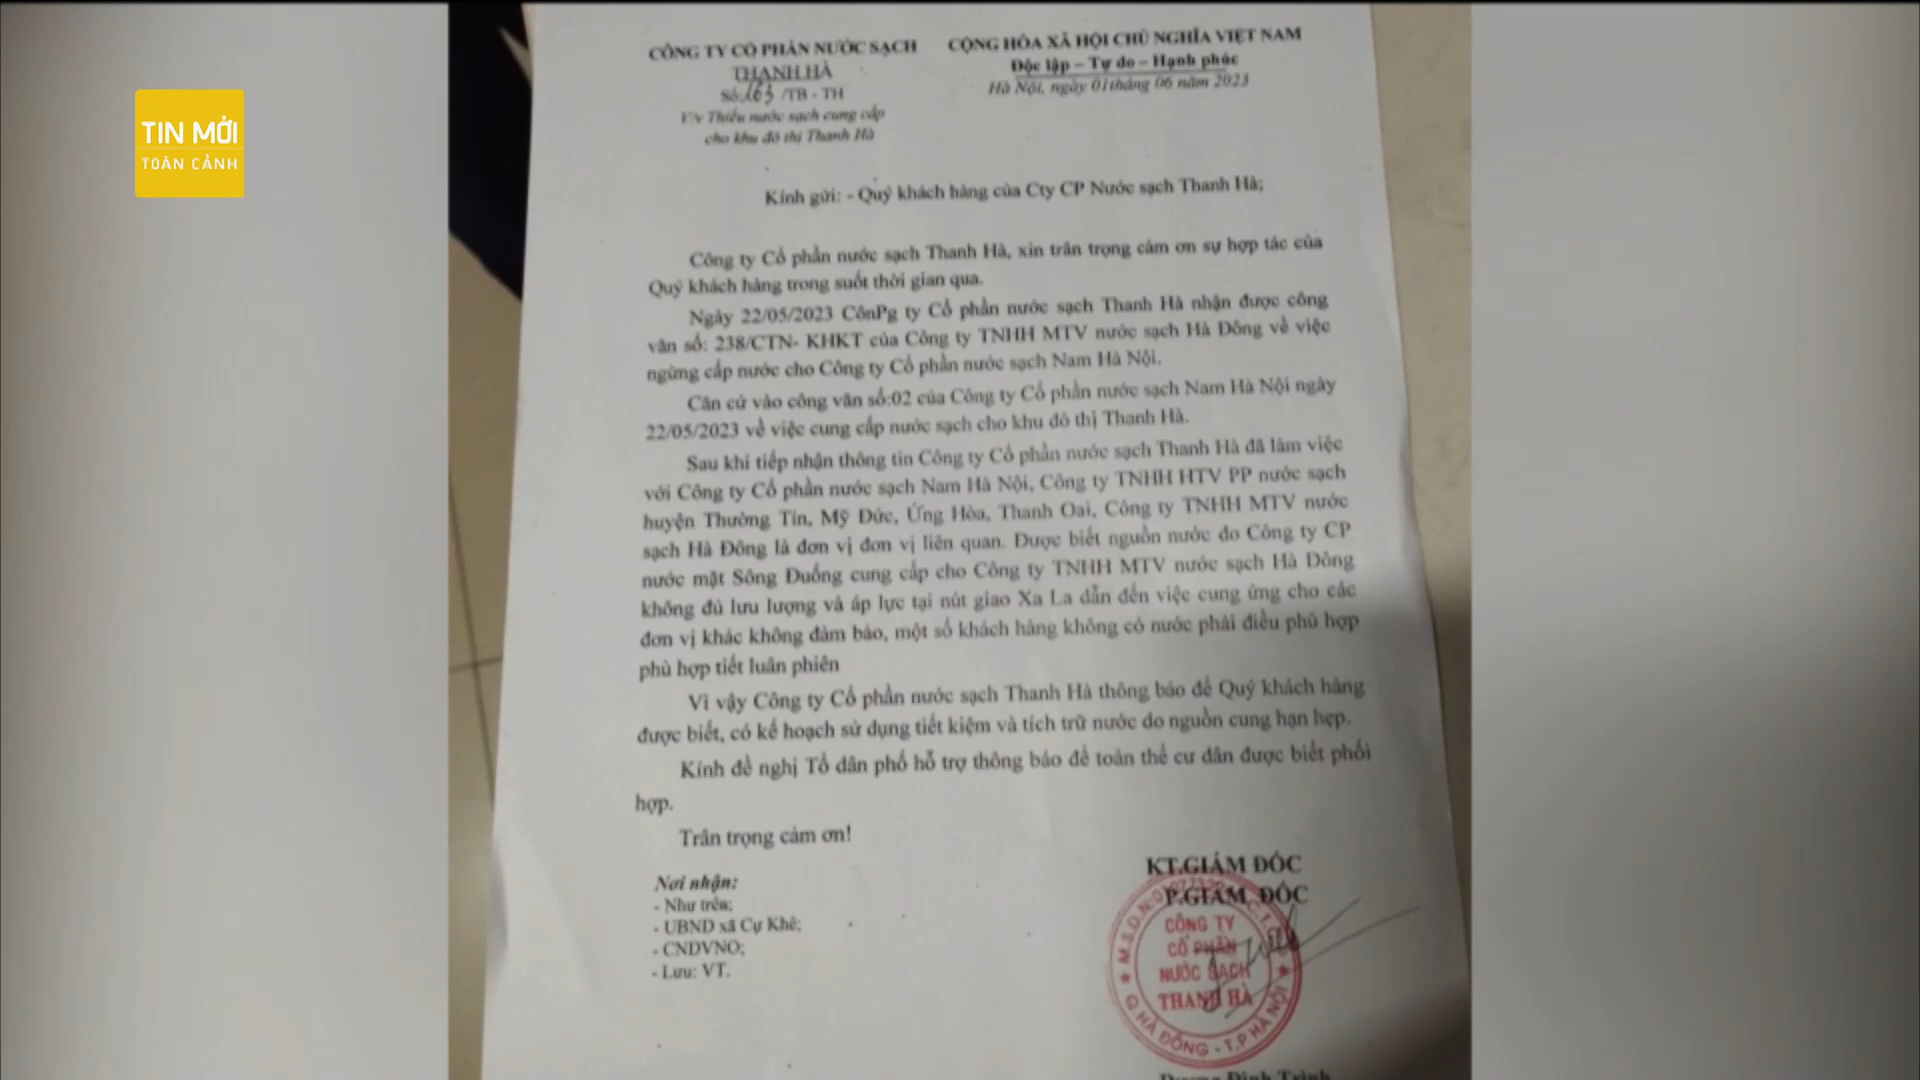 TIN MỚI
TOÀN CẢNH
CÔNG TY CỔ PHẦN NƯỚC SẠCH
THANH HÀ
Số: 163 /TB - TH
V/v Thiếu nước sạch cung cấp
cho khu đô thị Thanh Hà
CỘNG HÒA XÃ HỘI CHỦ NGHĨA VIỆT NAM
Độc lập – Tự do – Hạnh phúc
Hà Nội, ngày 01tháng 06 năm 2023
Kính gửi: - Quý khách hàng của Cty CP Nước sạch Thanh Hà;
Công ty Cổ phần nước sạch Thanh Hà, xin trân trọng cảm ơn sự hợp tác của
Quý khách hàng trong suốt thời gian qua.
Ngày 22/05/2023 CônPg ty Cổ phần nước sạch Thanh Hà nhận được công
văn số: 238/CTN- KHKT của Công ty TNHH MTV nước sạch Hà Đông về việc
ngừng cấp nước cho Công ty Cổ phần nước sạch Nam Hà Nội.
Căn cứ vào công văn số:02 của Công ty Cổ phần nước sạch Nam Hà Nội ngày
22/05/2023 về việc cung cấp nước sạch cho khu đô thị Thanh Hà.
Sau khi tiếp nhận thông tin Công ty Cổ phần nước sạch Thanh Hà đã làm việc
với Công ty Cổ phần nước sạch Nam Hà Nội, Công ty TNHH HTV PP nước sạch
huyện Thường Tín, Mỹ Đức, Ứng Hòa, Thanh Oai, Công ty TNHH MTV nước
sạch Hà Đông là đơn vị đơn vị liên quan. Được biết nguồn nước do Công ty CP
nước mặt Sông Đuống cung cấp cho Công ty TNHH MTV nước sạch Hà Đông
không đủ lưu lượng và áp lực tại nút giao Xa La dẫn đến việc cung ứng cho các
đơn vị khác không đảm bảo, một số khách hàng không có nước phải điều phù hợp
phù hợp tiết luân phiên
Vì vậy Công ty Cổ phần nước sạch Thanh Hà thông báo để Quý khách hàng
được biết, có kế hoạch sử dụng tiết kiệm và tích trữ nước do nguồn cung hạn hẹp.
Kính đề nghị Tổ dân phố hỗ trợ thông báo để toàn thể cư dân được biết phối
hợp.
Trân trọng cảm ơn!
Nơi nhận:
- Như trên;
- UBND xã Cự Khê;
- CNDVNO;
- Lưu: VT.
KT.GIÁM ĐỐC
P.GIÁM ĐỐC
CÔNG TY
CỔ PHẦN
NƯỚC SẠCH
THANH HÀ
Q. HÀ ĐÔNG - T.P HÀ NỘI
Dương Đình Trình